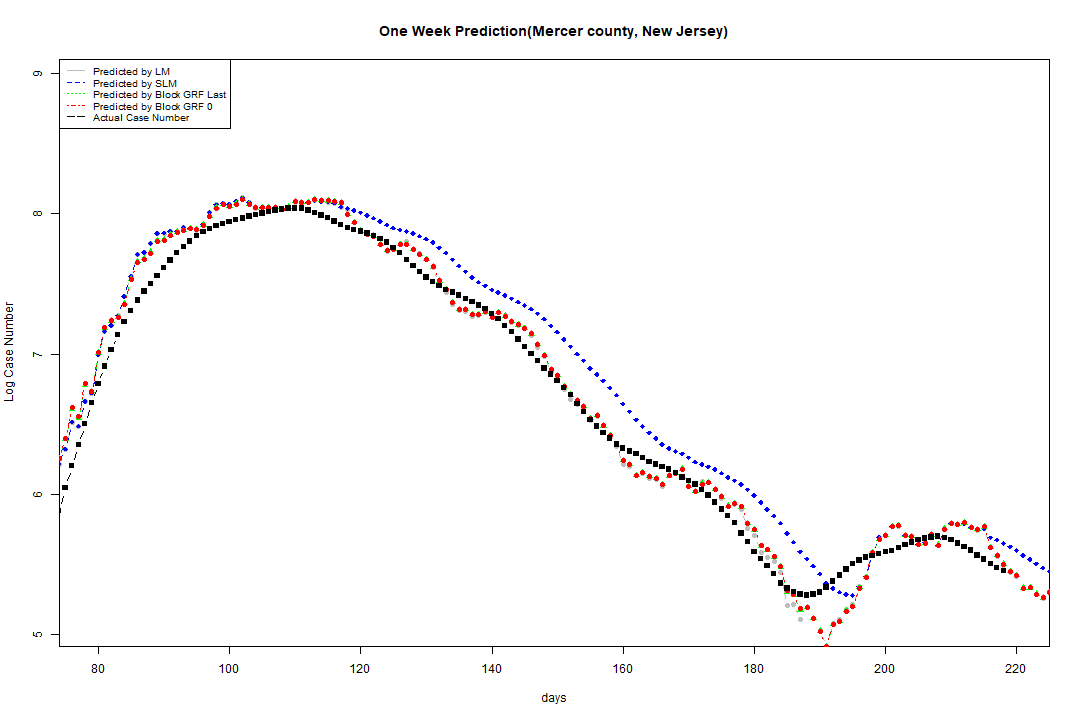 One Week Prediction(Mercer county, New Jersey)
Predicted by LM
Predicted by SLM
Predicted by Block GRF Last
Predicted by Block GRF 0
Actual Case Number
9
8
7
6
5
Log Case Number
80 100 120 140 160 180 200 220
days